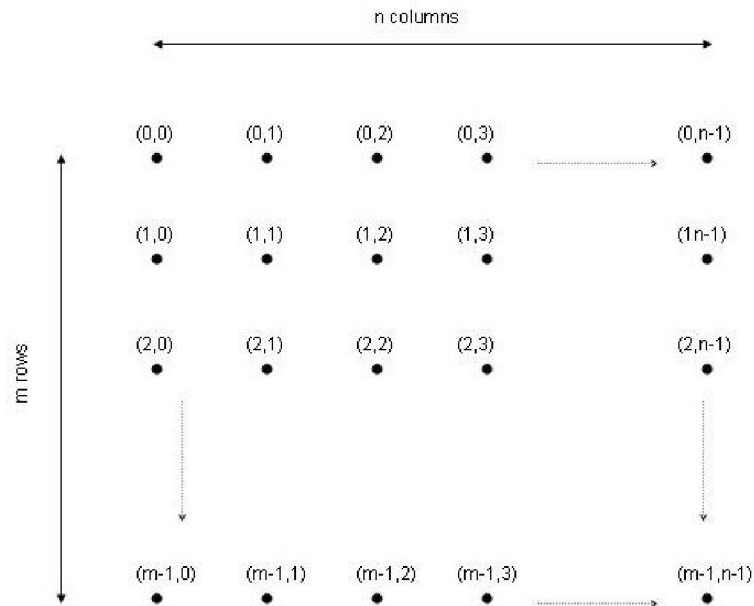 n columns
(0,0) (0,1) (0,2) (0,3) (0,n-1)
(1,0) (1,1) (1,2) (1,3) (1n-1)
(2,0) (2,1) (2,2) (2,3) (2,n-1)
m rows
(m-1,0) (m-1,1) (m-1,2) (m-1,3) (m-1,n-1)